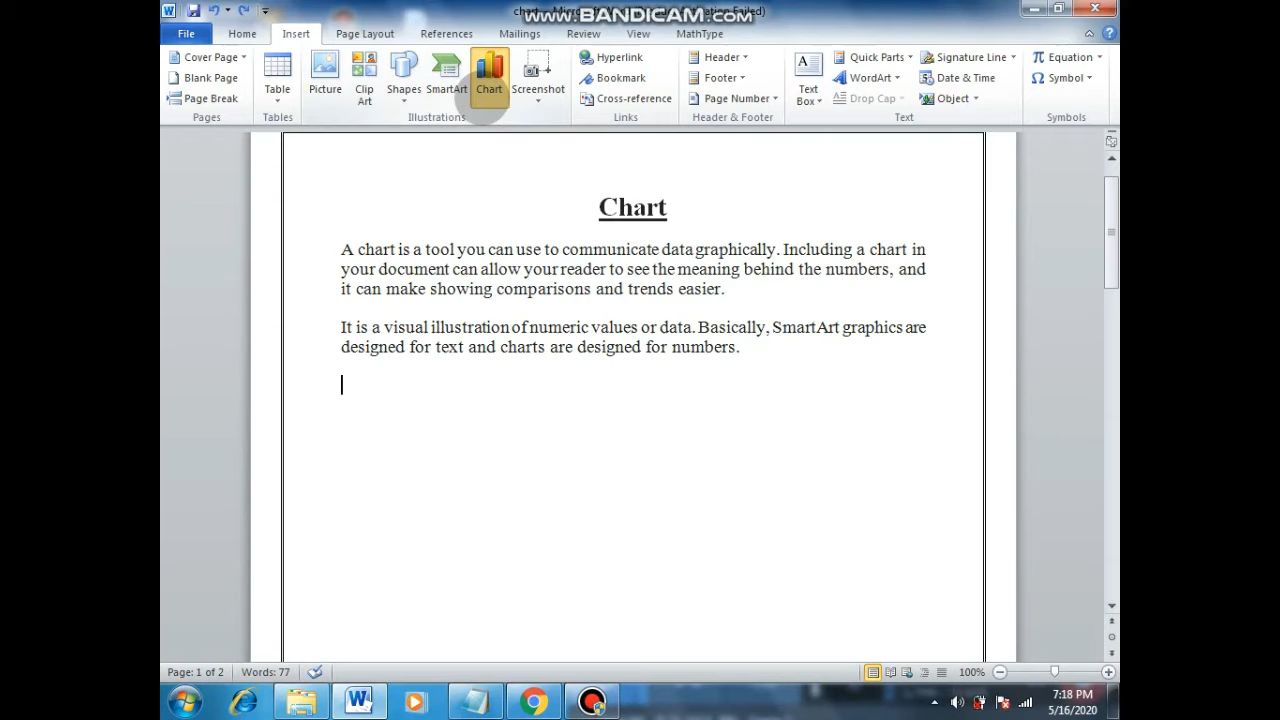 www.BANDICAM.com
File Home Insert Page Layout References Mailings Review View MathType
Cover Page
Blank Page
Page Break
Pages
Table
Tables
Picture
Clip Art
Shapes
SmartArt
Chart
Screenshot
Illustrations
Hyperlink
Bookmark
Cross-reference
Links
Header
Footer
Page Number
Header & Footer
A
Text Box
Quick Parts
WordArt
Drop Cap
Signature Line
Date & Time
Object
Text
π Equation
Ω Symbol
Symbols
Chart
A chart is a tool you can use to communicate data graphically. Including a chart in
your document can allow your reader to see the meaning behind the numbers, and
it can make showing comparisons and trends easier.
It is a visual illustration of numeric values or data. Basically, SmartArt graphics are
designed for text and charts are designed for numbers.
Page: 1 of 2 Words: 77 100%
7:18 PM
5/16/2020